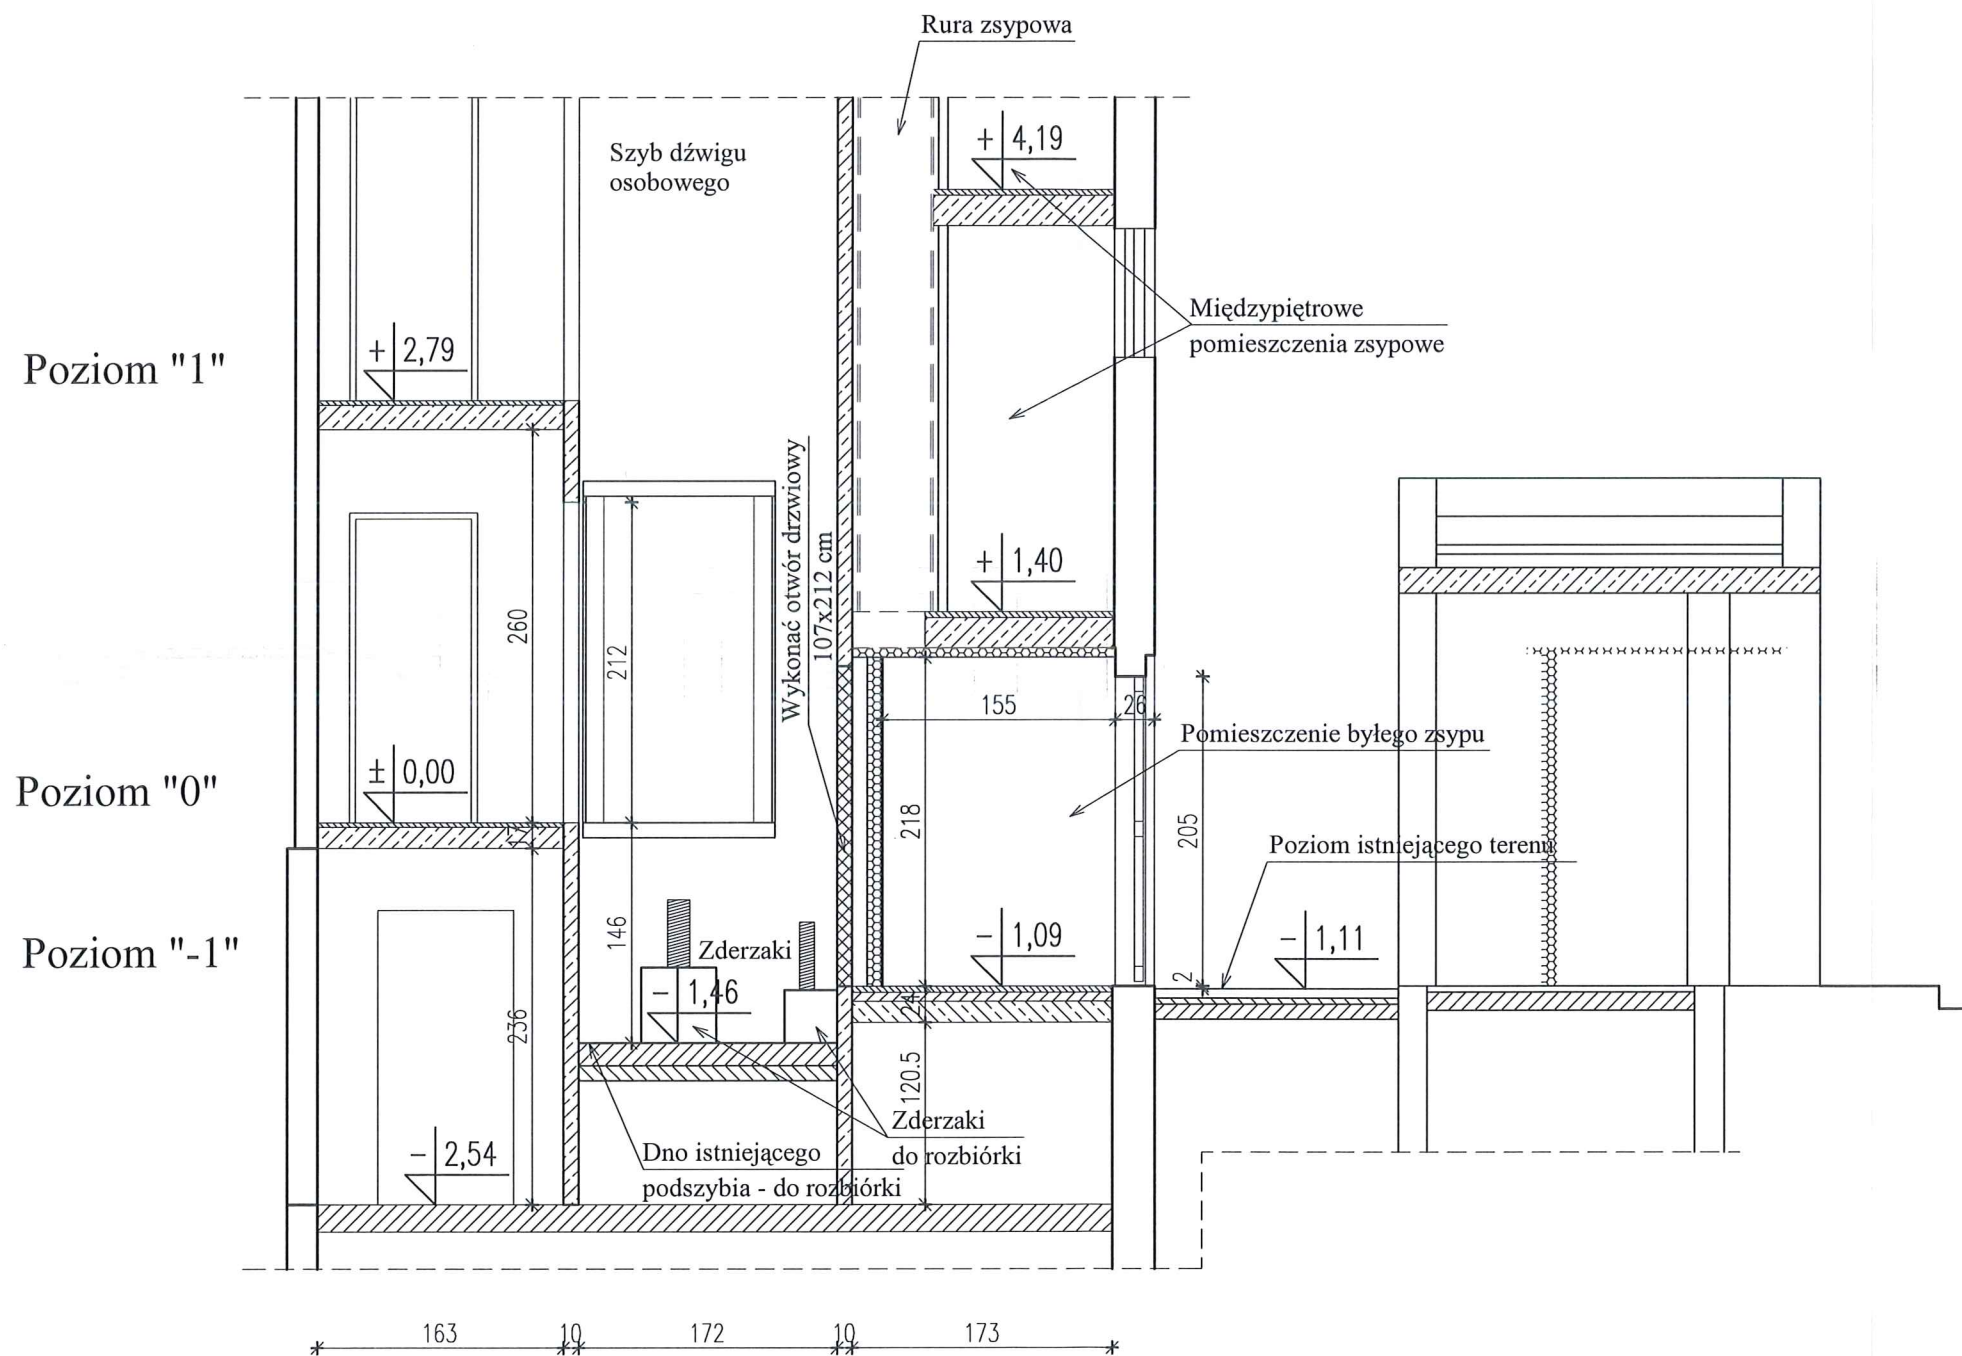 Rura zsypowa
Szyb dźwigu
osobowego
+ 4,19
Międzypiętrowe
pomieszczenia zsypowe
Poziom "1"
+ 2,79
Wykonać otwór drzwiowy
107x212 cm
+ 1,40
260
212
155
26
Pomieszczenie byłego zsypu
Poziom "0"
± 0,00
17
218
205
Poziom istniejącego terenu
Poziom "-1"
146
Zderzaki
- 1,46
- 1,09
- 1,11
2
24
236
120.5
Zderzaki
do rozbiórki
Dno istniejącego
podszybia - do rozbiórki
- 2,54
163
10
172
10
173